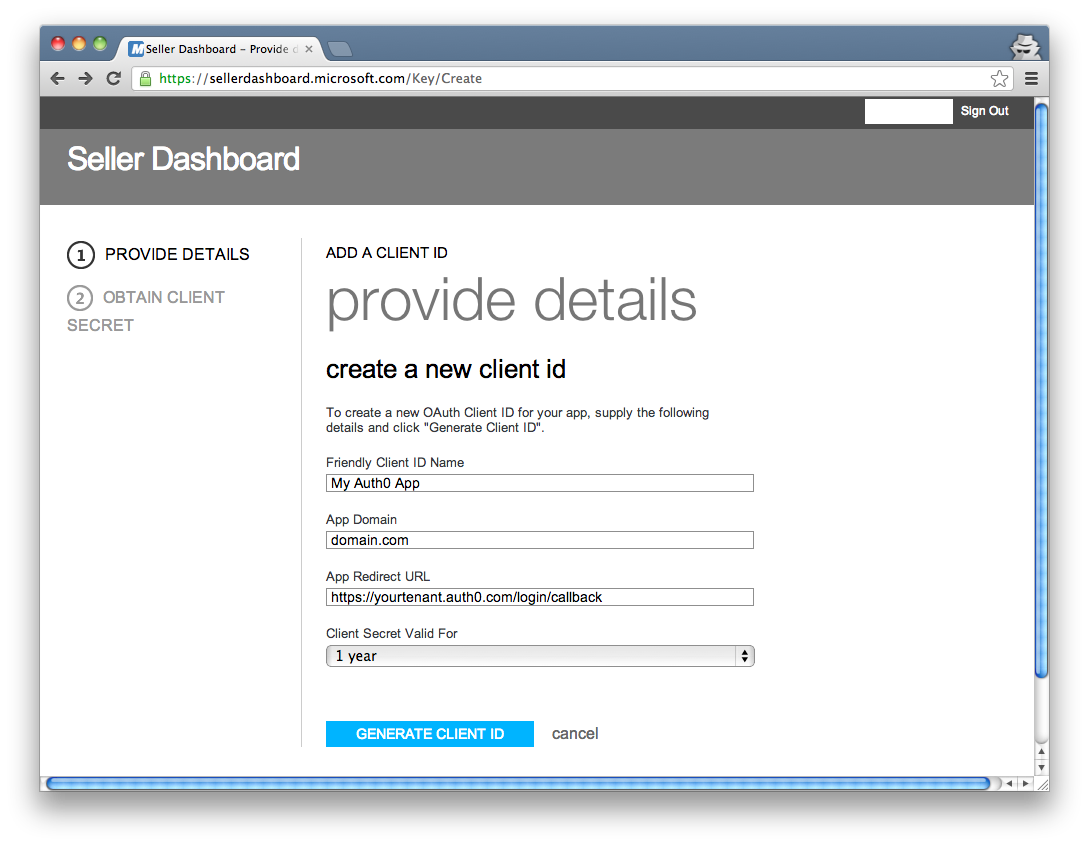 Seller Dashboard – Provide d
https://sellerdashboard.microsoft.com/Key/Create
Sign Out
Seller Dashboard
1 PROVIDE DETAILS
2 OBTAIN CLIENT
SECRET
ADD A CLIENT ID
provide details
create a new client id
To create a new OAuth Client ID for your app, supply the following
details and click "Generate Client ID".
Friendly Client ID Name
My Auth0 App
App Domain
domain.com
App Redirect URL
https://yourtenant.auth0.com/login/callback
Client Secret Valid For
1 year
GENERATE CLIENT ID cancel